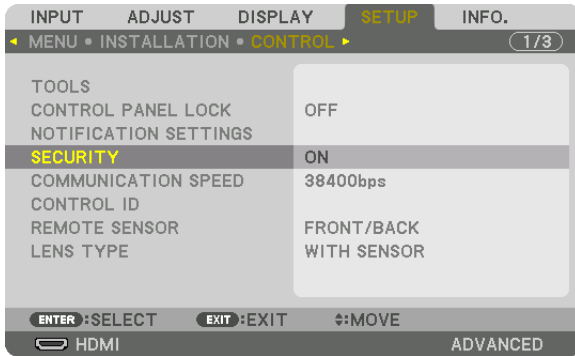 INPUT ADJUST DISPLAY SETUP INFO.
◄ MENU • INSTALLATION • CONTROL ► 1/3
TOOLS
CONTROL PANEL LOCK OFF
NOTIFICATION SETTINGS
SECURITY ON
COMMUNICATION SPEED 38400bps
CONTROL ID
REMOTE SENSOR FRONT/BACK
LENS TYPE WITH SENSOR
ENTER :SELECT EXIT :EXIT ♦:MOVE
HDMI ADVANCED